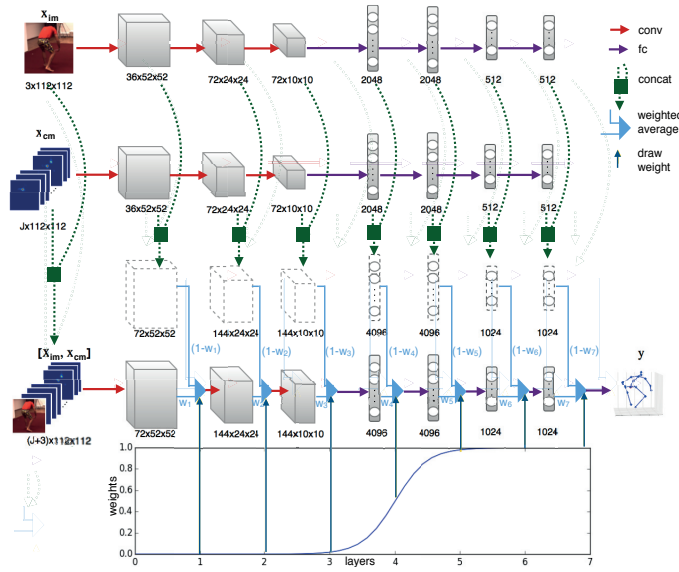 X_im
conv
fc
3x112x112
36x52x52
72x24x24
72x10x10
2048
2048
512
512
concat
weighted
average
draw
weight
X_cm
Jx112x112
36x52x52
72x24x24
72x10x10
2048
2048
512
512
72x52x52
144x24x24
144x10x10
4096
4096
1024
1024
(1-w₁)
(1-w₂)
(1-w₃)
(1-w₄)
(1-w₅)
(1-w₆)
(1-w₇)
[X_im, X_cm]
y
w₁
w₂
w₃
w₄
w₅
w₆
w₇
(J+3)x112x112
72x52x52
144x24x24
144x10x10
4096
4096
1024
1024
1.0
0.8
0.6
0.4
0.2
0.0
weights
0 1 2 3 4 5 6 7
layers